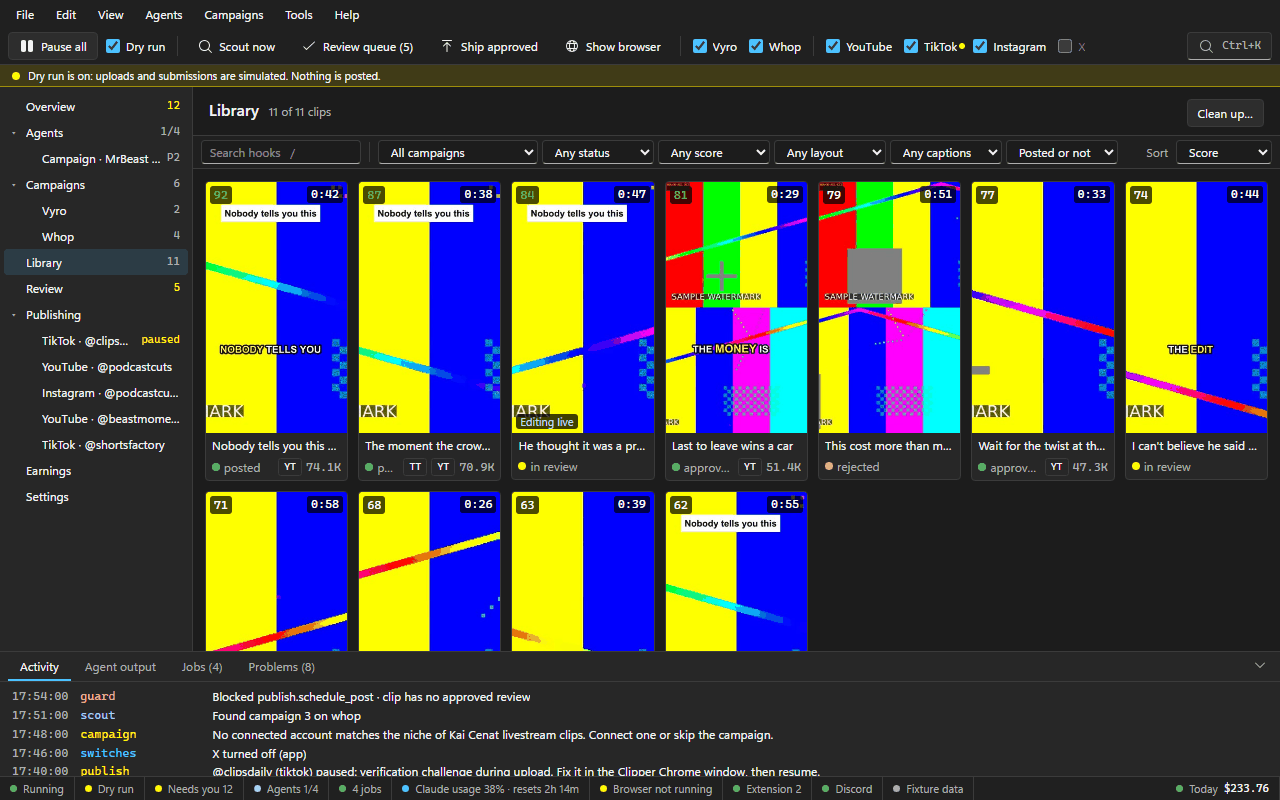 File Edit View Agents Campaigns Tools Help
Pause all Dry run Scout now Review queue (5) Ship approved Show browser Vyro Whop YouTube TikTok Instagram X Ctrl+K
Dry run is on: uploads and submissions are simulated. Nothing is posted.
Overview 12
Agents 1/4
Campaign · MrBeast ... P2
Campaigns 6
Vyro 2
Whop 4
Library 11
Review 5
Publishing
TikTok · @clips... paused
YouTube · @podcastcuts
Instagram · @podcastcu...
YouTube · @beastmome...
TikTok · @shortsfactory
Earnings
Settings
Library 11 of 11 clips Clean up...
Search hooks / All campaigns Any status Any score Any layout Any captions Posted or not Sort Score
92 0:42 87 0:38 84 0:47 81 0:29 79 0:51 77 0:33 74 0:44
Nobody tells you this Nobody tells you this Nobody tells you this
SAMPLE WATERMARK SAMPLE WATERMARK
NOBODY TELLS YOU THE MONEY IS THE EDIT
ARK ARK ARK ARK ARK
Editing live
Nobody tells you this ... The moment the crow... He thought it was a pr... Last to leave wins a car This cost more than m... Wait for the twist at th... I can't believe he said ...
posted YT 74.1K p... TT YT 70.9K in review approv... YT 51.4K rejected approv... YT 47.3K in review
71 0:58 68 0:26 63 0:39 62 0:55
Nobody tells you this
Activity Agent output Jobs (4) Problems (8)
17:54:00 guard Blocked publish.schedule_post · clip has no approved review
17:51:00 scout Found campaign 3 on whop
17:48:00 campaign No connected account matches the niche of Kai Cenat livestream clips. Connect one or skip the campaign.
17:46:00 switches X turned off (app)
17:40:00 publish @clipsdaily (tiktok) paused: verification challenge during upload. Fix it in the Clipper Chrome window, then resume.
Running Dry run Needs you 12 Agents 1/4 4 jobs Claude usage 38% · resets 2h 14m Browser not running Extension 2 Discord Fixture data Today $233.76